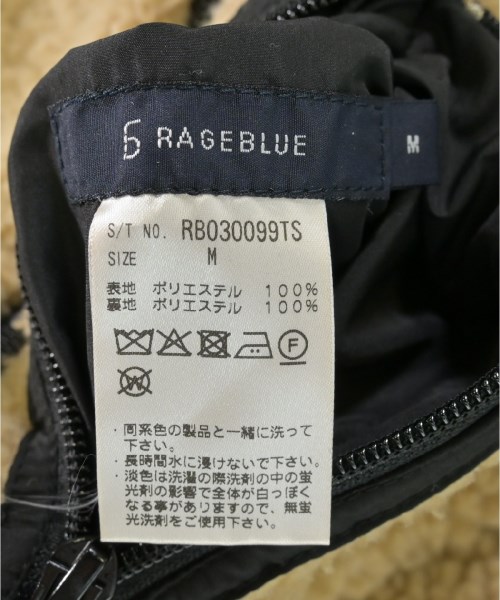 RAGEBLUE M
S/T NO. RB030099TS
SIZE M
表地 ポリエステル 100%
裏地 ポリエステル 100%
F
W
・同系色の製品と一緒に洗って
下さい。
・長時間水に浸けないで下さい。
・淡色は洗濯の際洗剤の中の蛍
光剤の影響で全体が白っぽく
なる事がありますので、無蛍
光洗剤をご使用下さい。